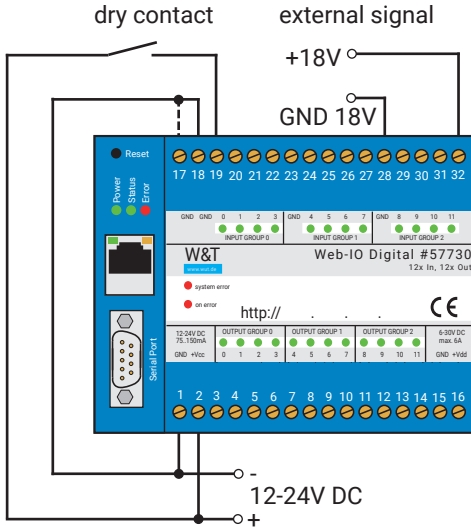 dry contact external signal
+18V
GND 18V
Reset
Power Status Error
17 18 19 20 21 22 23 24 25 26 27 28 29 30 31 32
GND GND 0 1 2 3 GND 4 5 6 7 GND 8 9 10 11
INPUT GROUP 0 INPUT GROUP 1 INPUT GROUP 2
W&T Web-IO Digital #57730
www.wut.de 12x In, 12x Out
system error
on error
http:// . . . CE
12-24V DC OUTPUT GROUP 0 OUTPUT GROUP 1 OUTPUT GROUP 2 6-30V DC
75..150mA max. 6A
GND +Vcc 0 1 2 3 4 5 6 7 8 9 10 11 GND +Vdd
Serial Port
1 2 3 4 5 6 7 8 9 10 11 12 13 14 15 16
-
12-24V DC
+